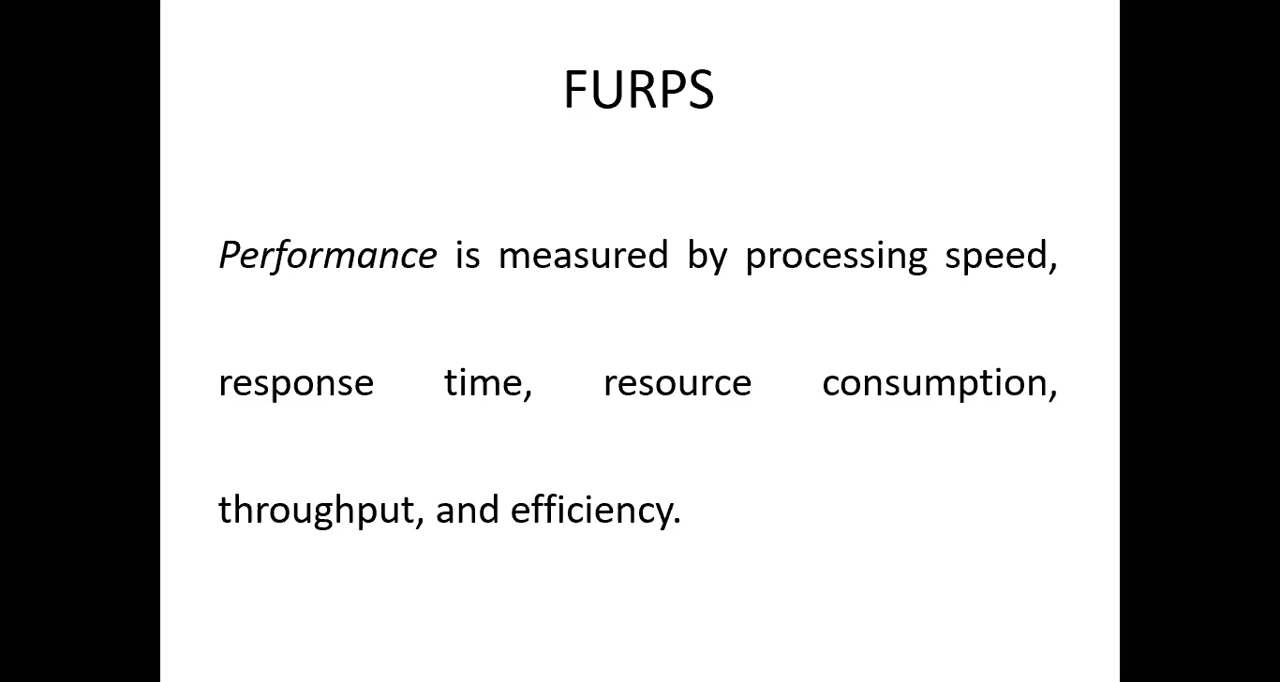 FURPS
Performance is measured by processing speed,
response time, resource consumption,
throughput, and efficiency.